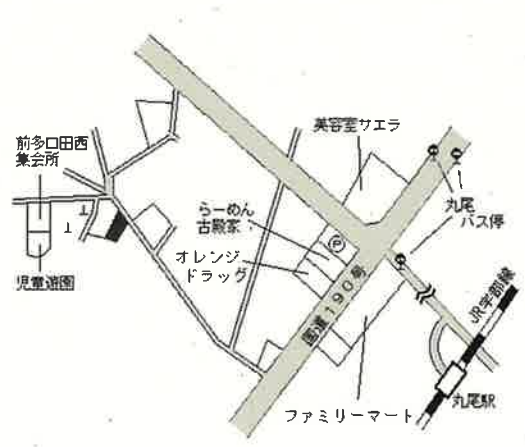 前多口田西
集会所
児童遊園
美容室サエラ
らーめん
古殿家
オレンジ
ドラッグ
P
国道190号
丸尾
バス停
JR宇部線
丸尾駅
ファミリーマート